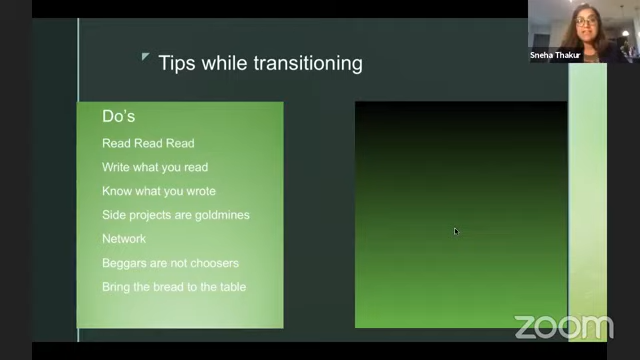 Sneha Thakur
Tips while transitioning
Do's
Read Read Read
Write what you read
Know what you wrote
Side projects are goldmines
Network
Beggars are not choosers
Bring the bread to the table
zoom